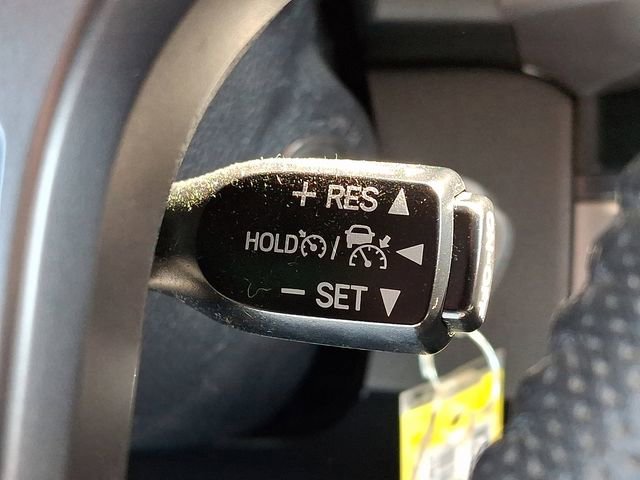 + RES
HOLD /
– SET